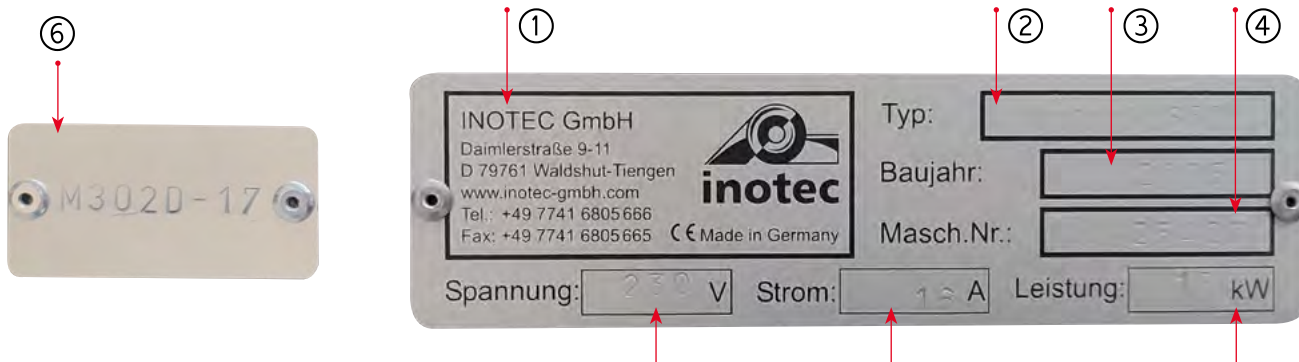 ⑥
①
②
③
④
M302D-17
INOTEC GmbH
Daimlerstraße 9-11
D 79761 Waldshut-Tiengen
www.inotec-gmbh.com
Tel.: +49 7741 6805666
Fax: +49 7741 6805665
CE Made in Germany
inotec
Typ:
Baujahr:
Masch.Nr.:
Spannung: 230 V
Strom: A
Leistung: kW